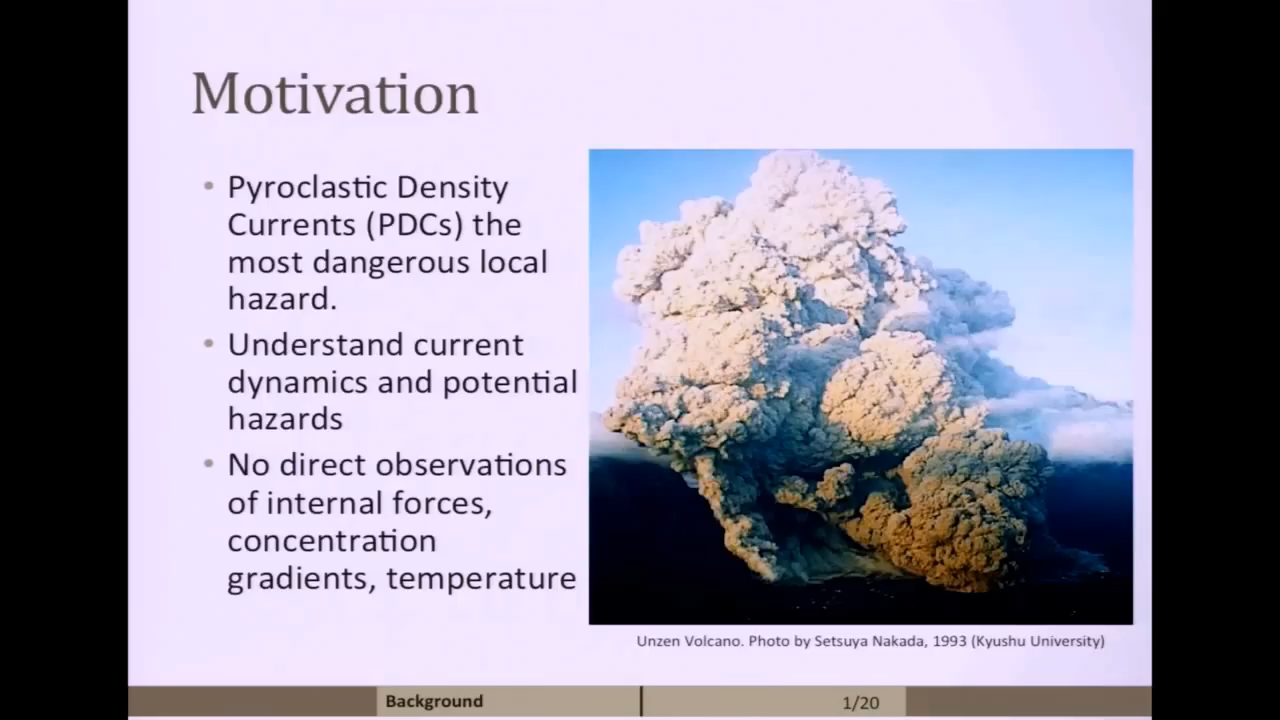 Motivation
• Pyroclastic Density
Currents (PDCs) the
most dangerous local
hazard.
• Understand current
dynamics and potential
hazards
• No direct observations
of internal forces,
concentration
gradients, temperature
Unzen Volcano. Photo by Setsuya Nakada, 1993 (Kyushu University)
Background
1/20